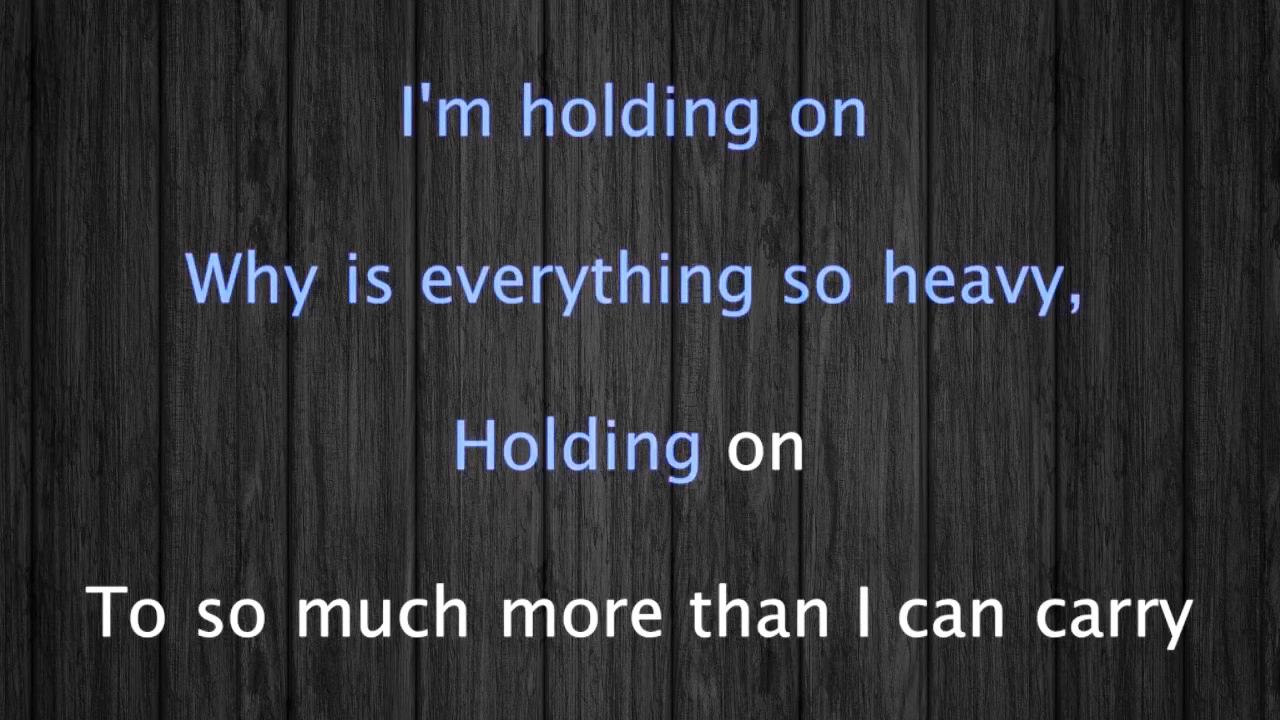 I'm holding on
Why is everything so heavy,
Holding on
To so much more than I can carry